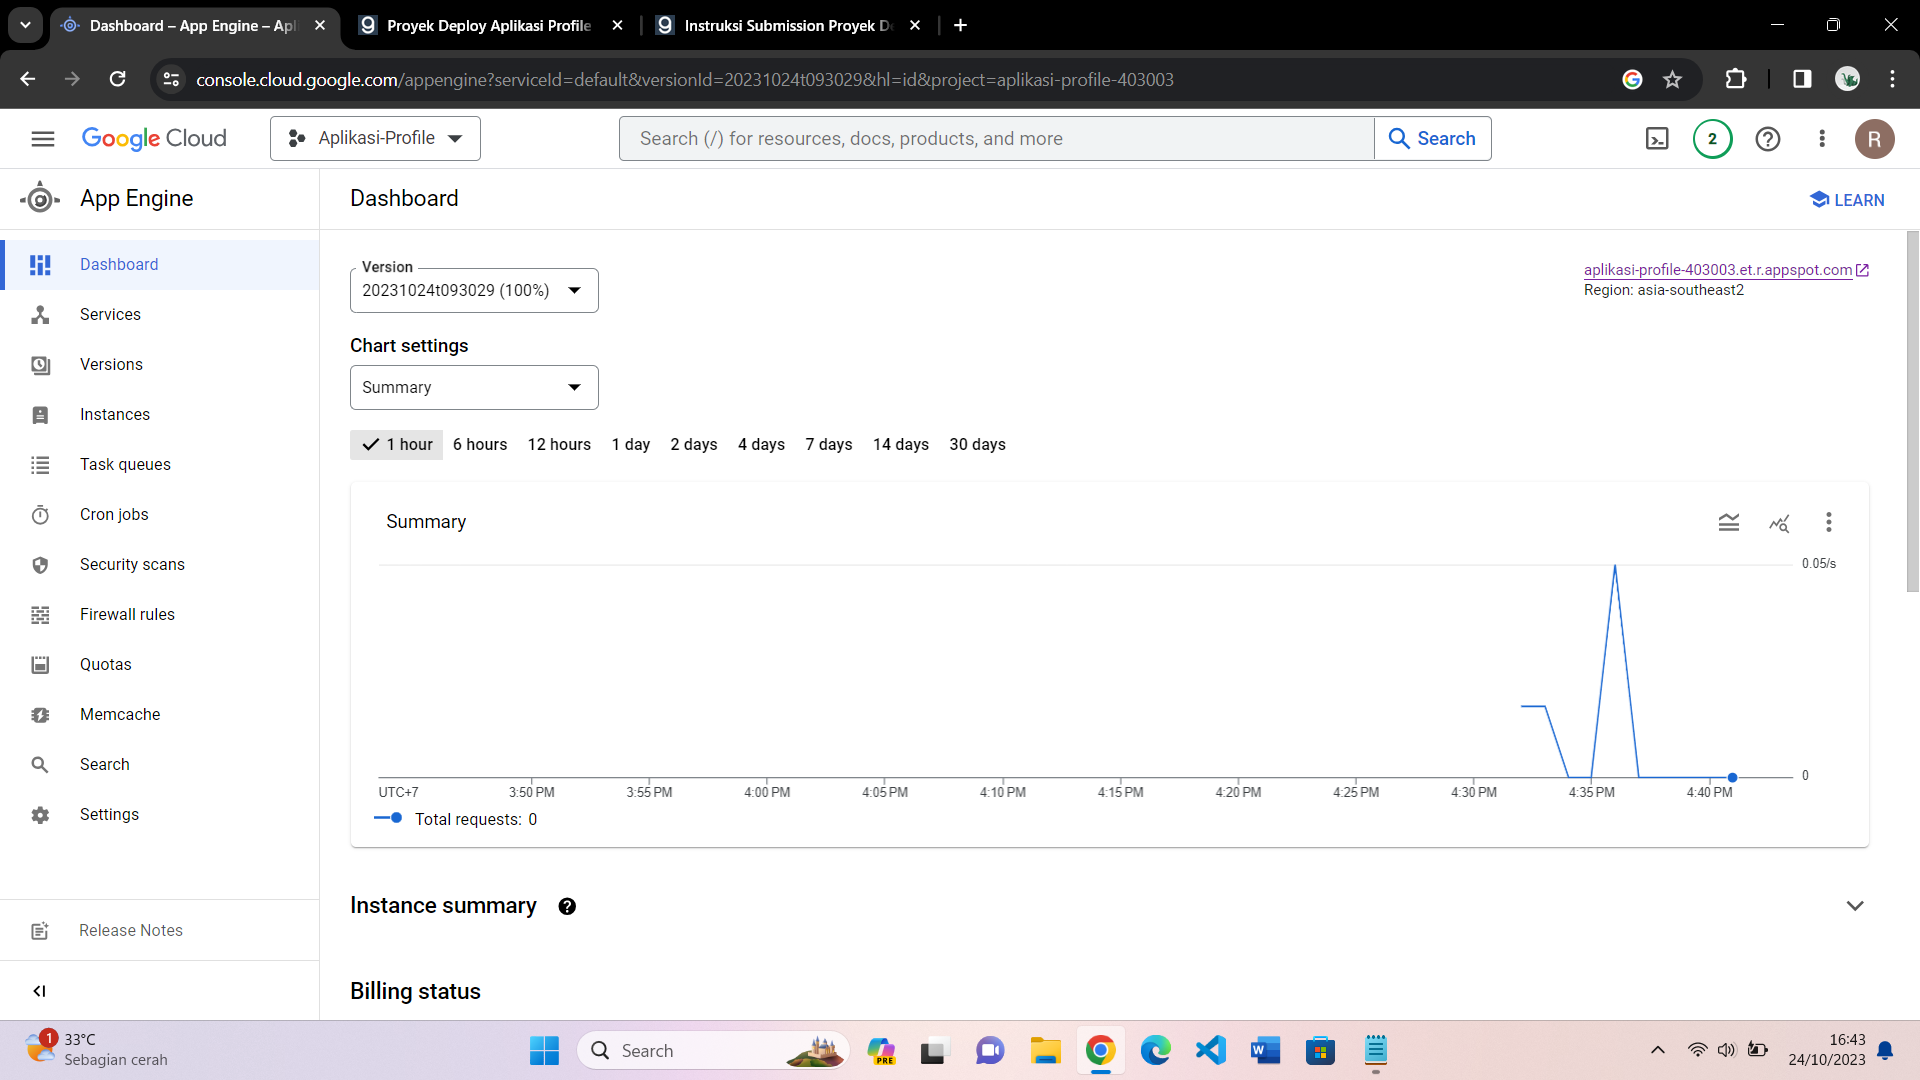 Dashboard – App Engine – Apl
Proyek Deploy Aplikasi Profile
Instruksi Submission Proyek De
console.cloud.google.com/appengine?serviceId=default&versionId=20231024t093029&hl=id&project=aplikasi-profile-403003
Google Cloud
Aplikasi-Profile
Search (/) for resources, docs, products, and more
Search
2
R
App Engine
Dashboard
LEARN
Dashboard
Services
Versions
Instances
Task queues
Cron jobs
Security scans
Firewall rules
Quotas
Memcache
Search
Settings
Release Notes
Version
20231024t093029 (100%)
aplikasi-profile-403003.et.r.appspot.com
Region: asia-southeast2
Chart settings
Summary
1 hour 6 hours 12 hours 1 day 2 days 4 days 7 days 14 days 30 days
Summary
0.05/s
0
UTC+7 3:50 PM 3:55 PM 4:00 PM 4:05 PM 4:10 PM 4:15 PM 4:20 PM 4:25 PM 4:30 PM 4:35 PM 4:40 PM
Total requests: 0
Instance summary
Billing status
1
33°C
Sebagian cerah
Search
PRE
16:43
24/10/2023